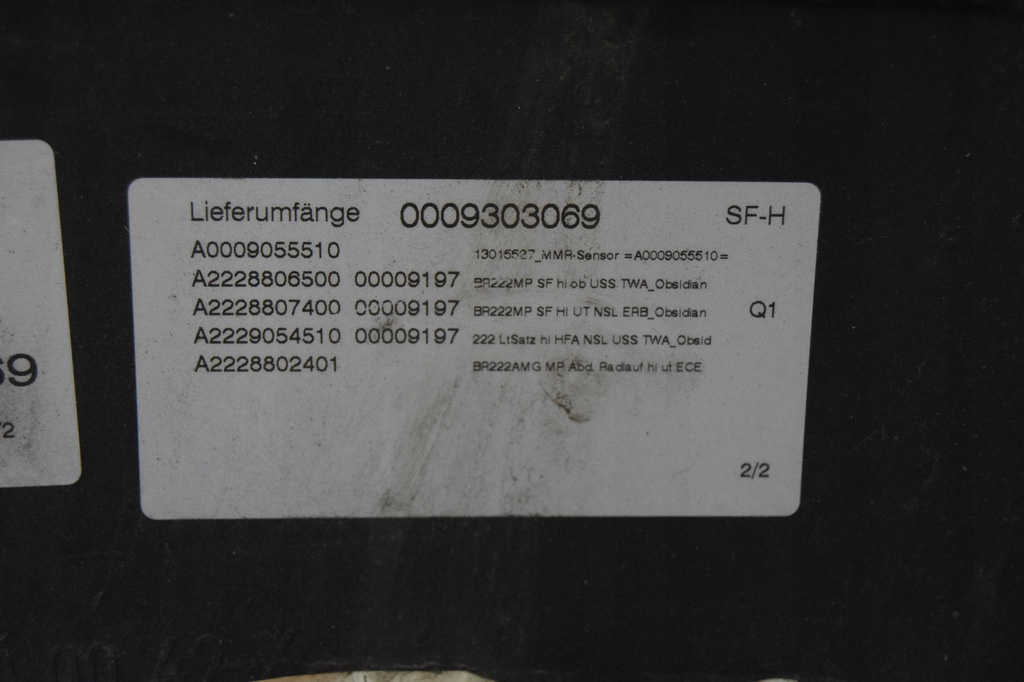 Lieferumfänge 0009303069 SF-H
A0009055510 13015527_MMR-Sensor =A0009055510=
A2228806500 00009197 BR222MP SF hi ob USS TWA_Obsidian
A2228807400 00009197 BR222MP SF HI UT NSL ERB_Obsidian Q1
A2229054510 00009197 222 LtSatz hi HFA NSL USS TWA_Obsid
A2228802401 BR222AMG MP Abd. Radlauf hi ut ECE
2/2
69
/2